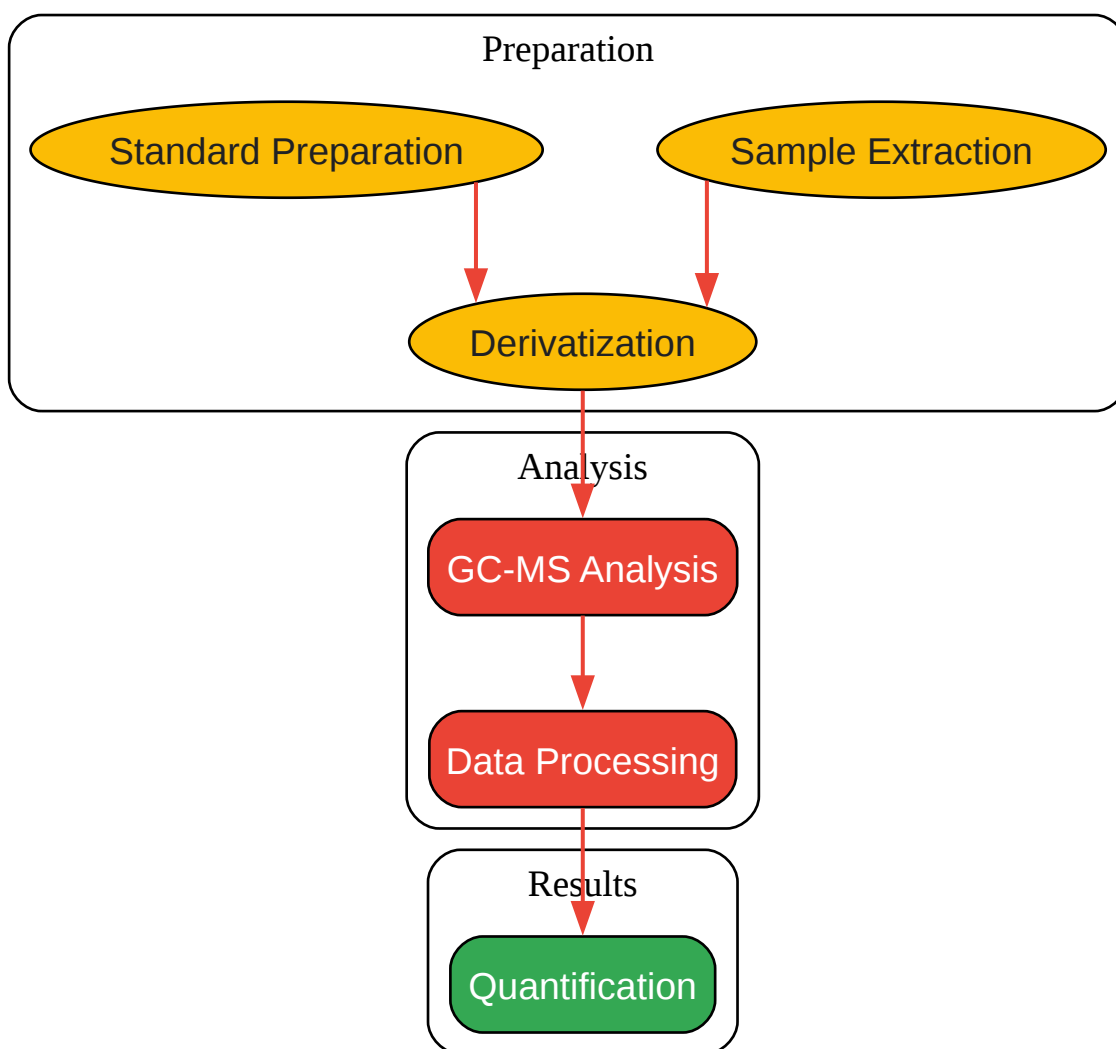 Preparation
Standard Preparation
Sample Extraction
Derivatization
Analysis
GC-MS Analysis
Data Processing
Results
Quantification